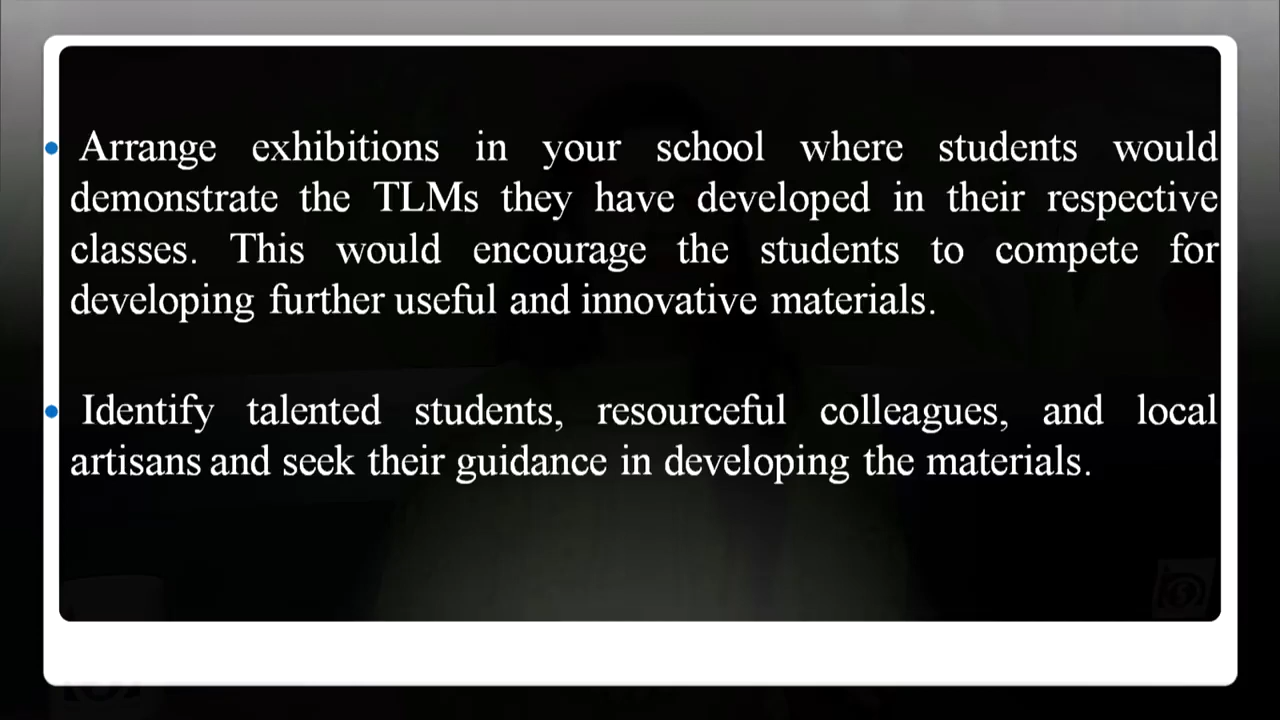 • Arrange exhibitions in your school where students would
demonstrate the TLMs they have developed in their respective
classes. This would encourage the students to compete for
developing further useful and innovative materials.
• Identify talented students, resourceful colleagues, and local
artisans and seek their guidance in developing the materials.